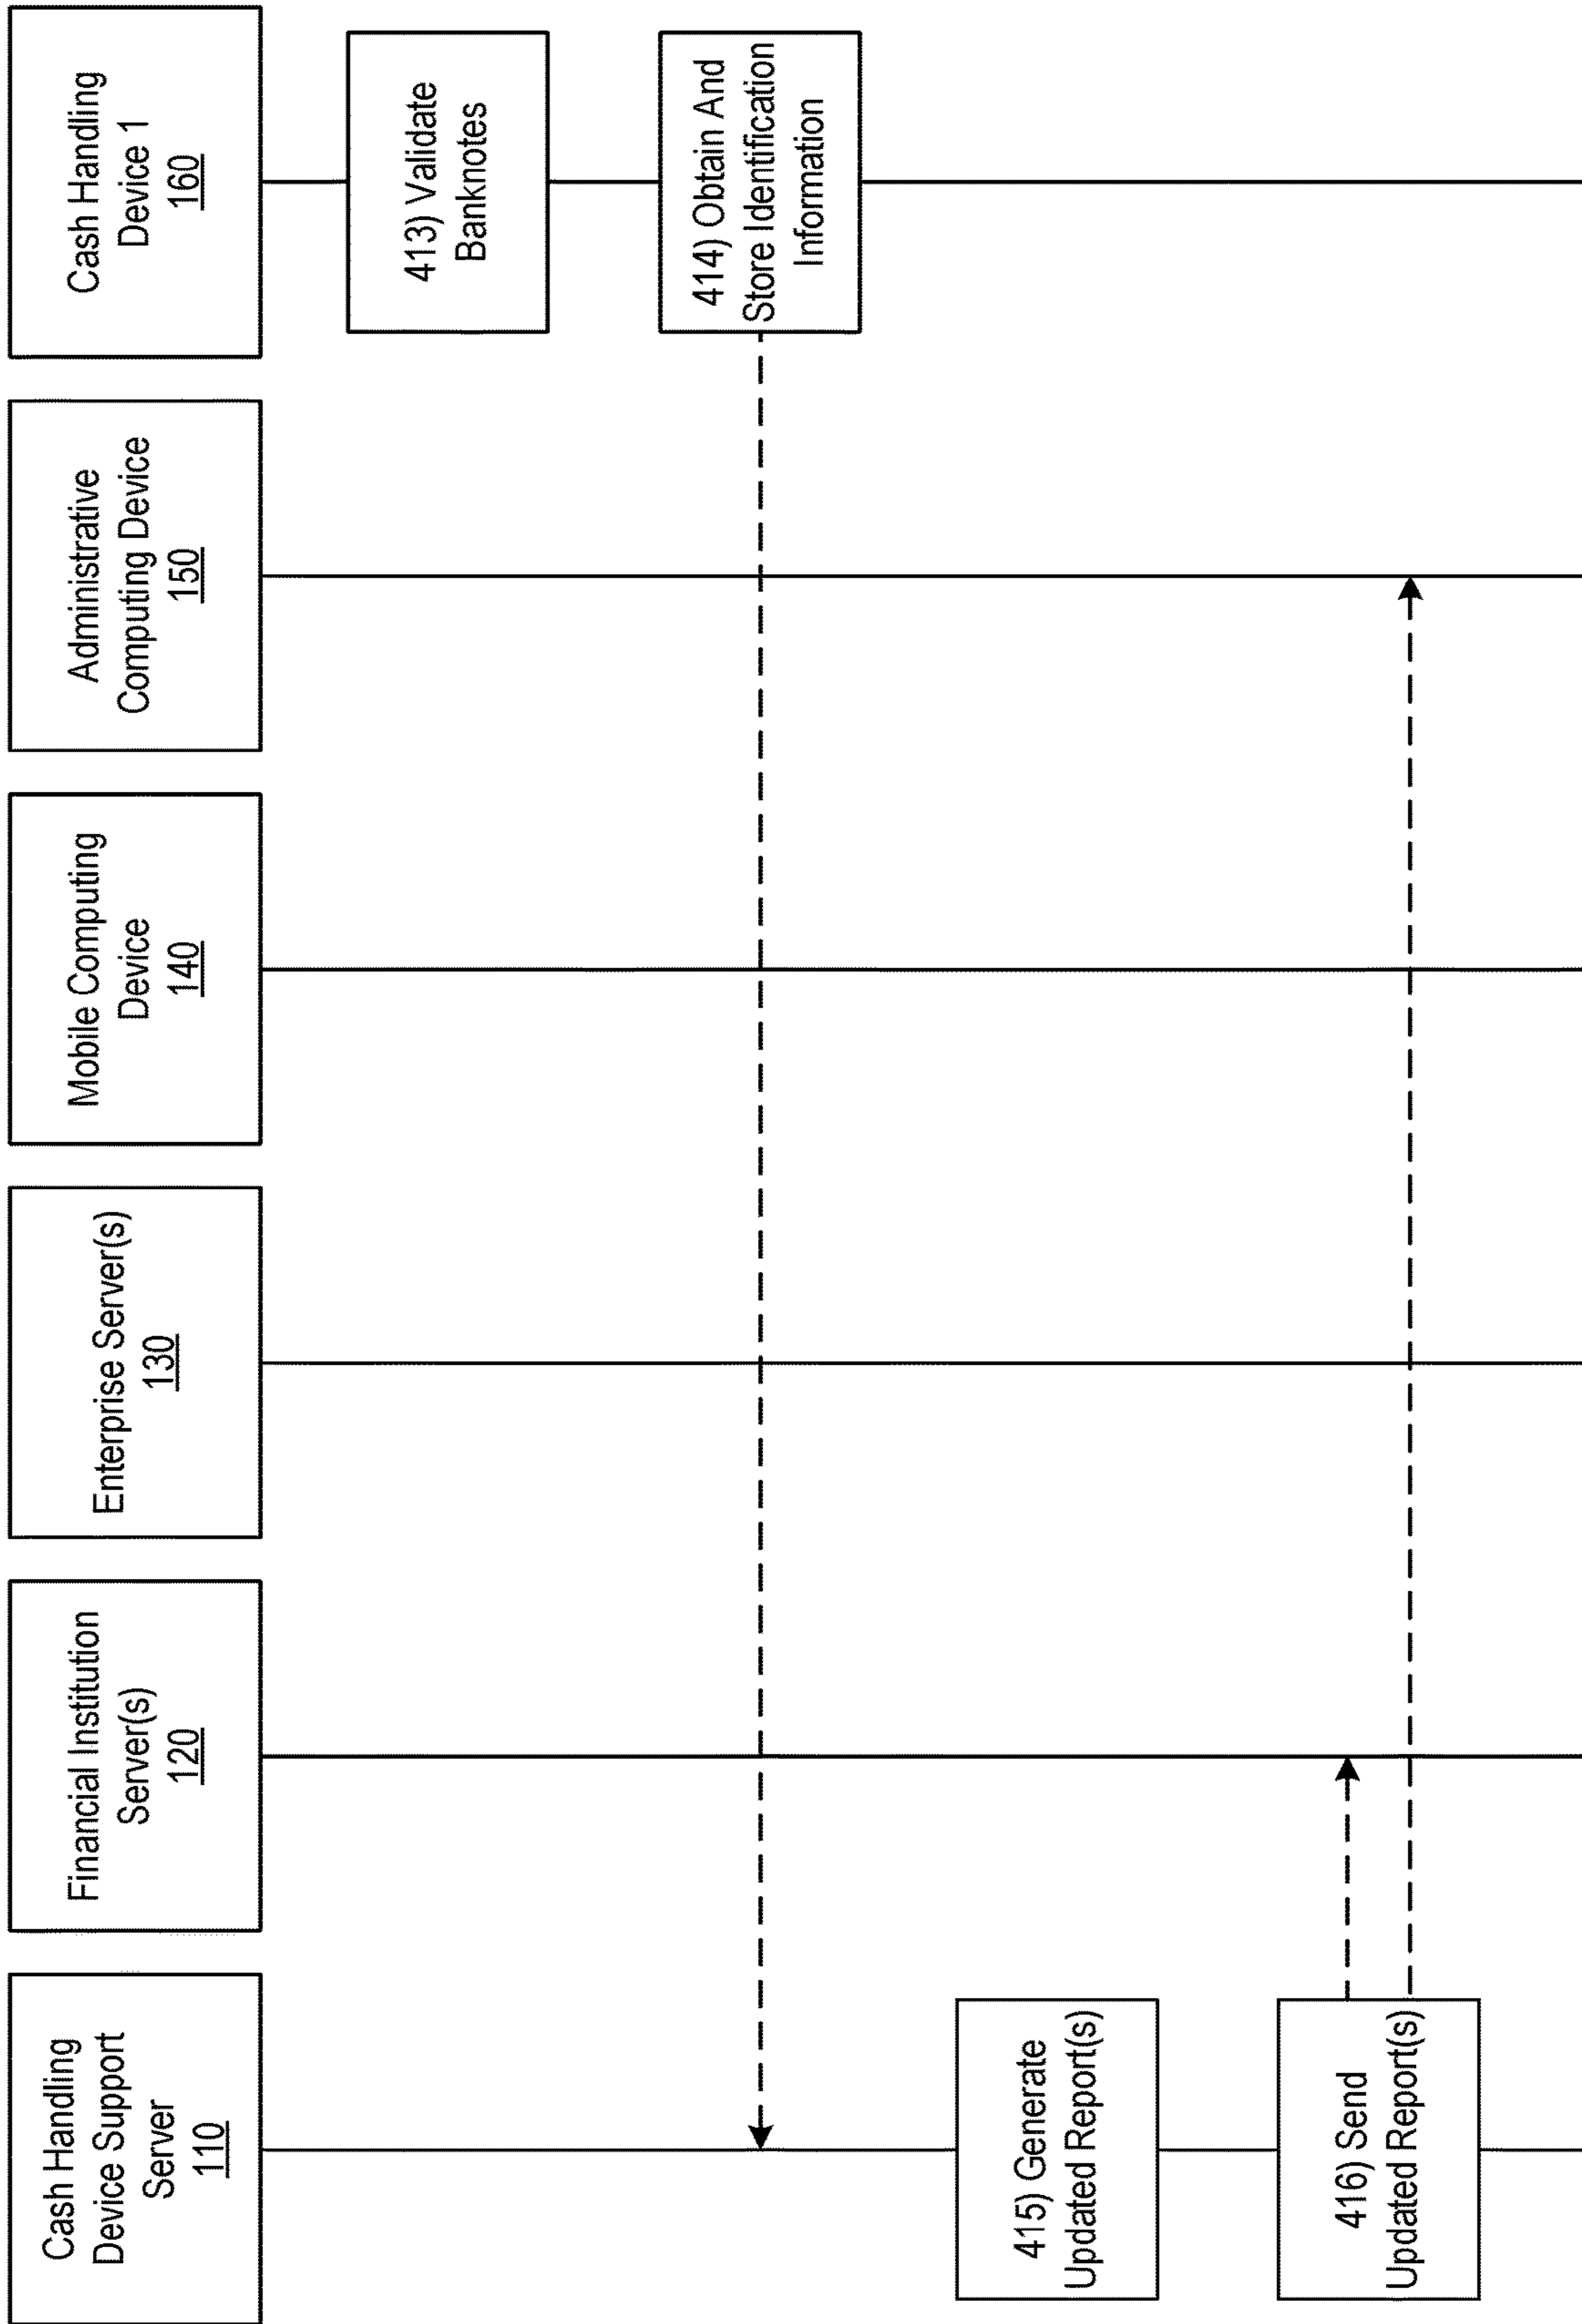 Cash Handling
Device Support
Server
110
Financial Institution
Server(s)
120
Enterprise Server(s)
130
Mobile Computing
Device
140
Administrative
Computing Device
150
Cash Handling
Device 1
160
413) Validate
Banknotes
414) Obtain And
Store Identification
Information
415) Generate
Updated Report(s)
416) Send
Updated Report(s)